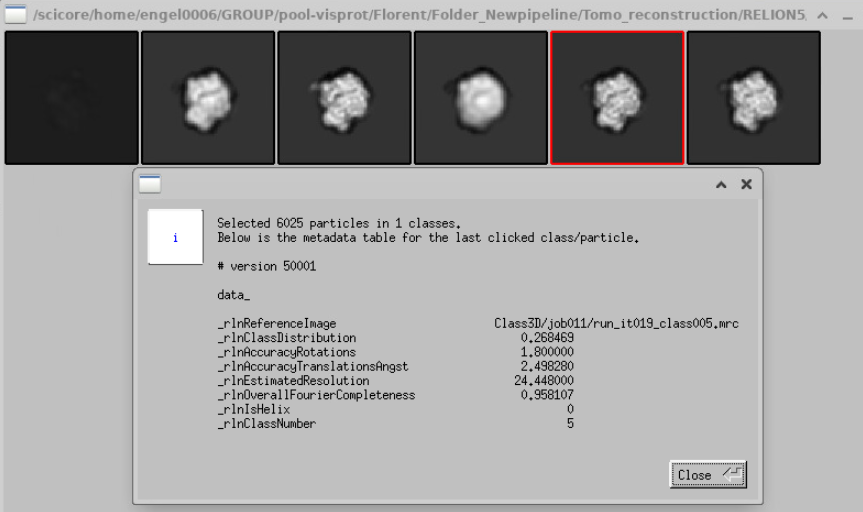 /scicore/home/engel0006/GROUP/pool-visprot/Florent/Folder_Newpipeline/Tomo_reconstruction/RELION5
i
Selected 6025 particles in 1 classes.
Below is the metadata table for the last clicked class/particle.
# version 50001
data_
_rlnReferenceImage Class3D/job011/run_it019_class005.mrc
_rlnClassDistribution 0.268469
_rlnAccuracyRotations 1.800000
_rlnAccuracyTranslationsAngst 2.498280
_rlnEstimatedResolution 24.448000
_rlnOverallFourierCompleteness 0.958107
_rlnIsHelix 0
_rlnClassNumber 5
Close